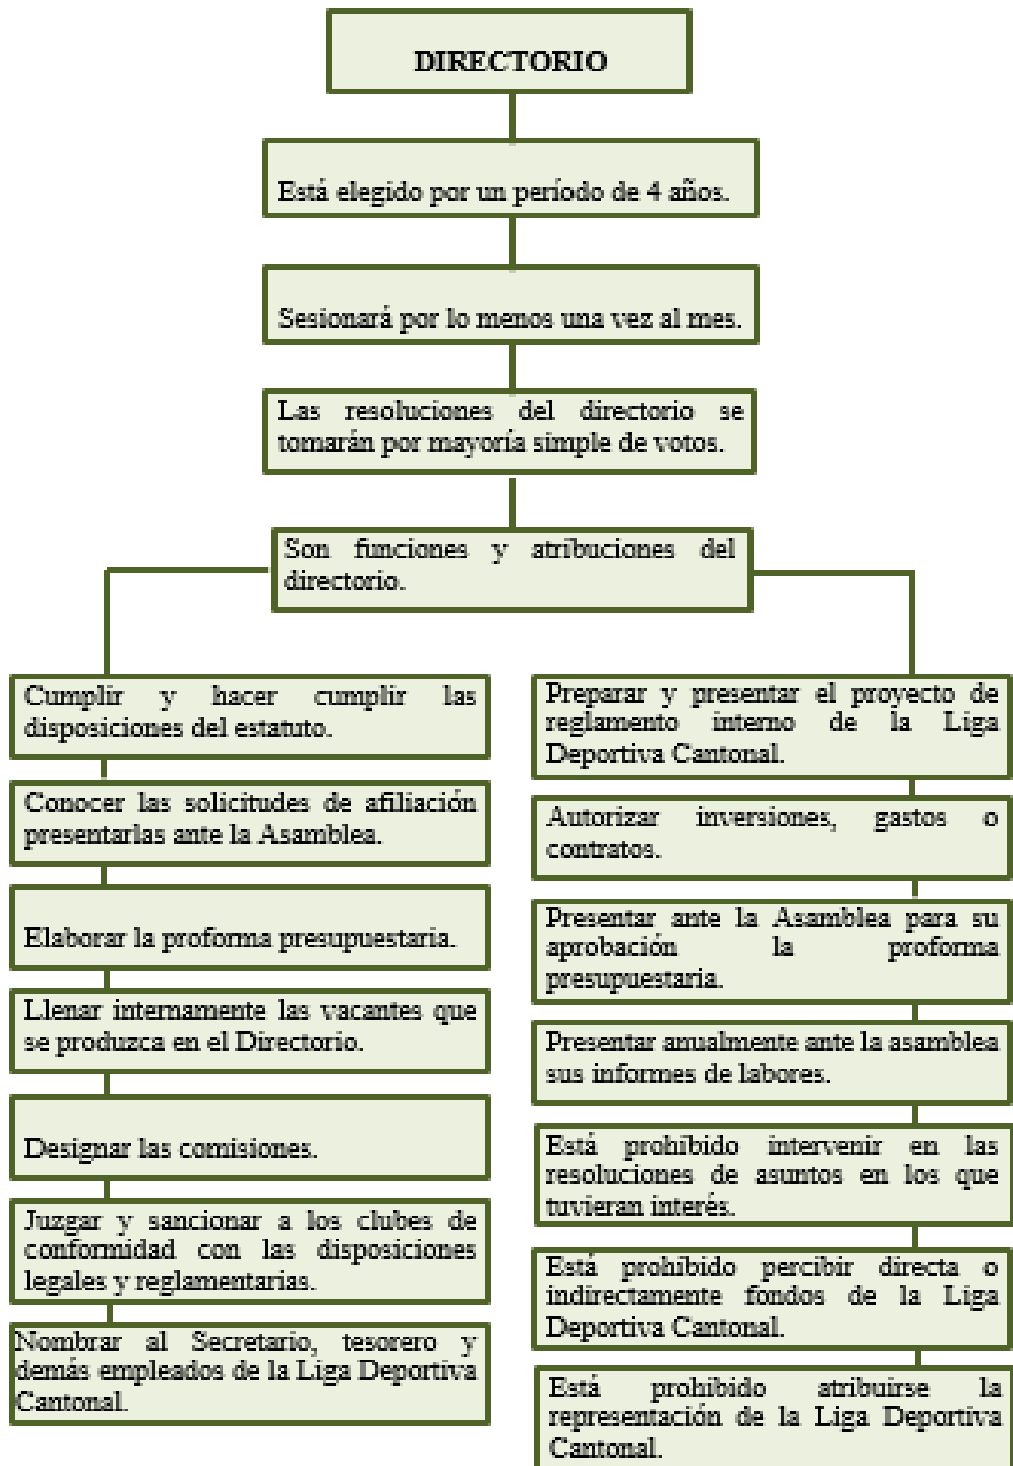 DIRECTORIO
Está elegido por un período de 4 años.
Sesionará por lo menos una vez al mes.
Las resoluciones del directorio se
tomarán por mayoría simple de votos.
Son funciones y atribuciones del
directorio.
Cumplir y hacer cumplir las
disposiciones del estatuto.
Conocer las solicitudes de afiliación
presentarlas ante la Asamblea.
Elaborar la proforma presupuestaria.
Llenar internamente las vacantes que
se produzca en el Directorio.
Designar las comisiones.
Juzgar y sancionar a los clubes de
conformidad con las disposiciones
legales y reglamentarias.
Nombrar al Secretario, tesorero y
demás empleados de la Liga Deportiva
Cantonal.
Preparar y presentar el proyecto de
reglamento interno de la Liga
Deportiva Cantonal.
Autorizar inversiones, gastos o
contratos.
Presentar ante la Asamblea para su
aprobación la proforma
presupuestaria.
Presentar anualmente ante la asamblea
sus informes de labores.
Está prohibido intervenir en las
resoluciones de asuntos en los que
tuvieran interés.
Está prohibido percibir directa o
indirectamente fondos de la Liga
Deportiva Cantonal.
Está prohibido atribuirse la
representación de la Liga Deportiva
Cantonal.